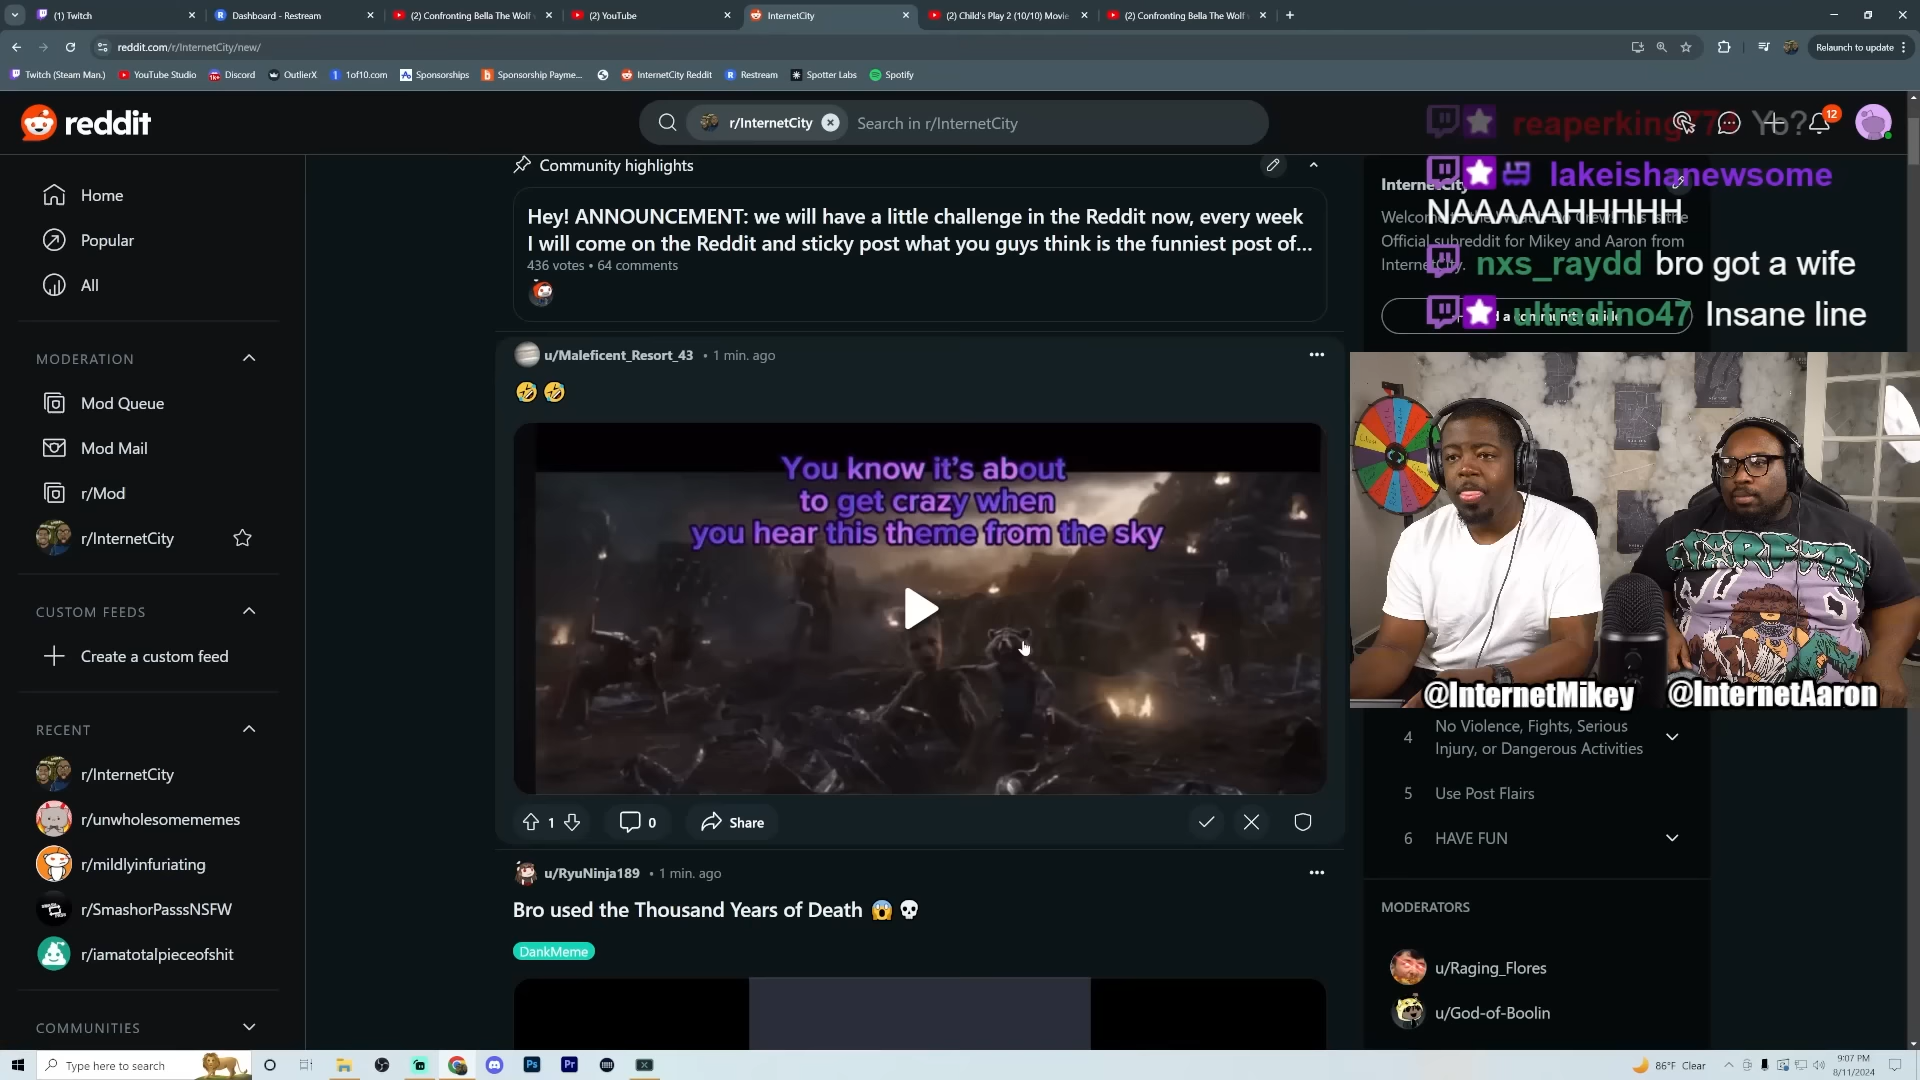 (1) Twitch
Dashboard - Restream
(2) Confronting Bella The Wolf
(2) YouTube
InternetCity
(2) Child's Play 2 (10/10) Movie
(2) Confronting Bella The Wolf
reddit.com/r/InternetCity/new/
Relaunch to update
Twitch (Steam Man.)
YouTube Studio
Discord
OutlierX
1of10.com
Sponsorships
Sponsorship Payme...
InternetCity Reddit
Restream
Spotter Labs
Spotify
reddit
r/InternetCity
Search in r/InternetCity
12
reaperking77 Yo?
lakeishanewsome
NAAAAAHHHHH
nxs_raydd bro got a wife
ultradino47 Insane line
Home
Popular
All
MODERATION
Mod Queue
Mod Mail
r/Mod
r/InternetCity
CUSTOM FEEDS
Create a custom feed
RECENT
r/InternetCity
r/unwholesomememes
r/mildlyinfuriating
r/SmashorPasssNSFW
r/iamatotalpieceofshit
COMMUNITIES
Community highlights
Hey! ANNOUNCEMENT: we will have a little challenge in the Reddit now, every week
I will come on the Reddit and sticky post what you guys think is the funniest post of...
436 votes • 64 comments
u/Maleficent_Resort_43 • 1 min. ago
🤣🤣
You know it's about
to get crazy when
you hear this theme from the sky
1
0
Share
u/RyuNinja189 • 1 min. ago
Bro used the Thousand Years of Death 😱💀
DankMeme
InternetCity
Official subreddit for Mikey and Aaron from
InternetCity.
@InternetMikey
@InternetAaron
4 No Violence, Fights, Serious
Injury, or Dangerous Activities
5 Use Post Flairs
6 HAVE FUN
MODERATORS
u/Raging_Flores
u/God-of-Boolin
Type here to search
Ps
Pr
86°F Clear
9:07 PM
8/11/2024